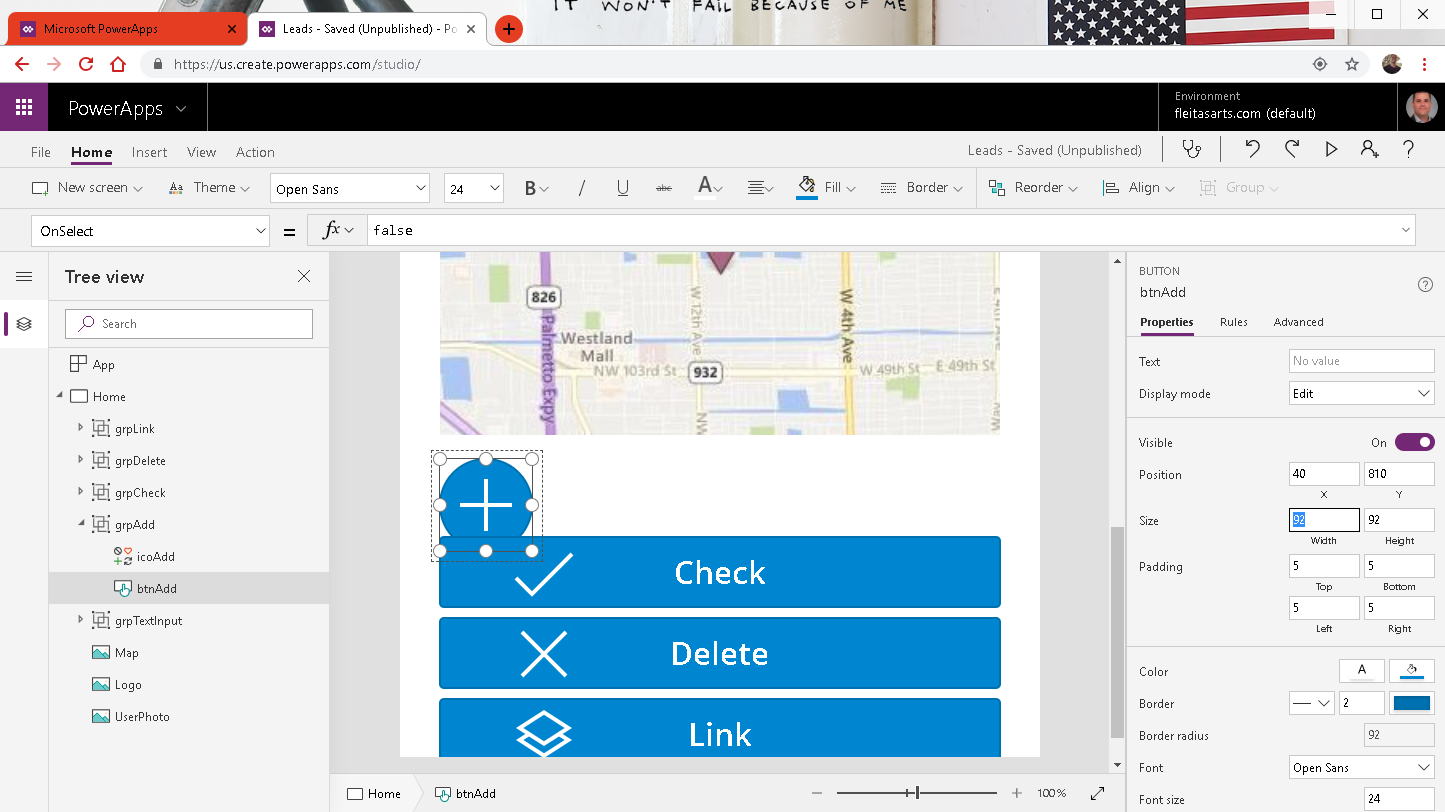 IT WON'T FAIL BECAUSE OF ME
Microsoft PowerApps
Leads - Saved (Unpublished) - Po
https://us.create.powerapps.com/studio/
PowerApps
Environment
fleitasarts.com (default)
File Home Insert View Action
Leads - Saved (Unpublished)
New screen Theme Open Sans 24 B / U abc A Fill Border Reorder Align Group
OnSelect = fx false
Tree view
Search
App
Home
grpLink
grpDelete
grpCheck
grpAdd
icoAdd
btnAdd
grpTextInput
Map
Logo
UserPhoto
826
Palmetto Expy
Westland
Mall
NW 103rd St
932
W 12th Ave
W 4th Ave
W 49th St
E 49th St
Check
Delete
Link
Home
btnAdd
100%
BUTTON
btnAdd
Properties Rules Advanced
Text No value
Display mode Edit
Visible On
Position 40 810
X Y
Size 92 92
Width Height
Padding 5 5
Top Bottom
5 5
Left Right
Color A
Border 2
Border radius 92
Font Open Sans
Font size 24